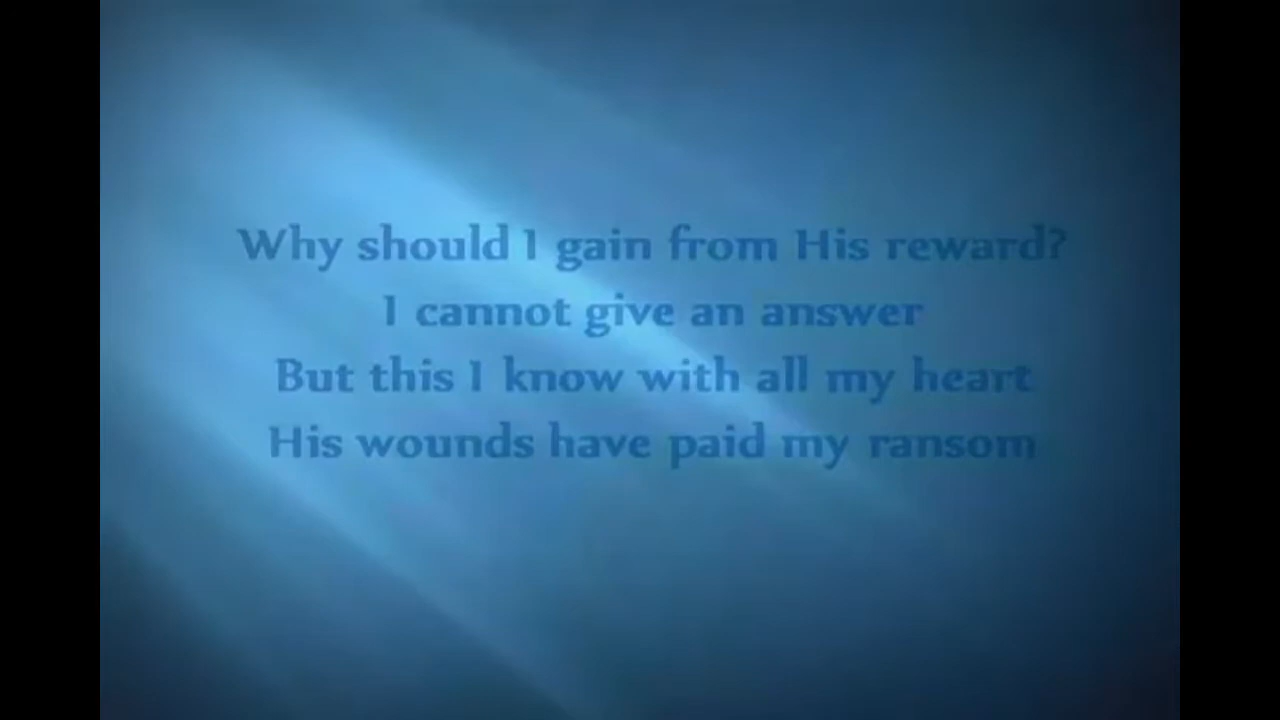 Why should I gain from His reward?
I cannot give an answer
But this I know with all my heart
His wounds have paid my ransom